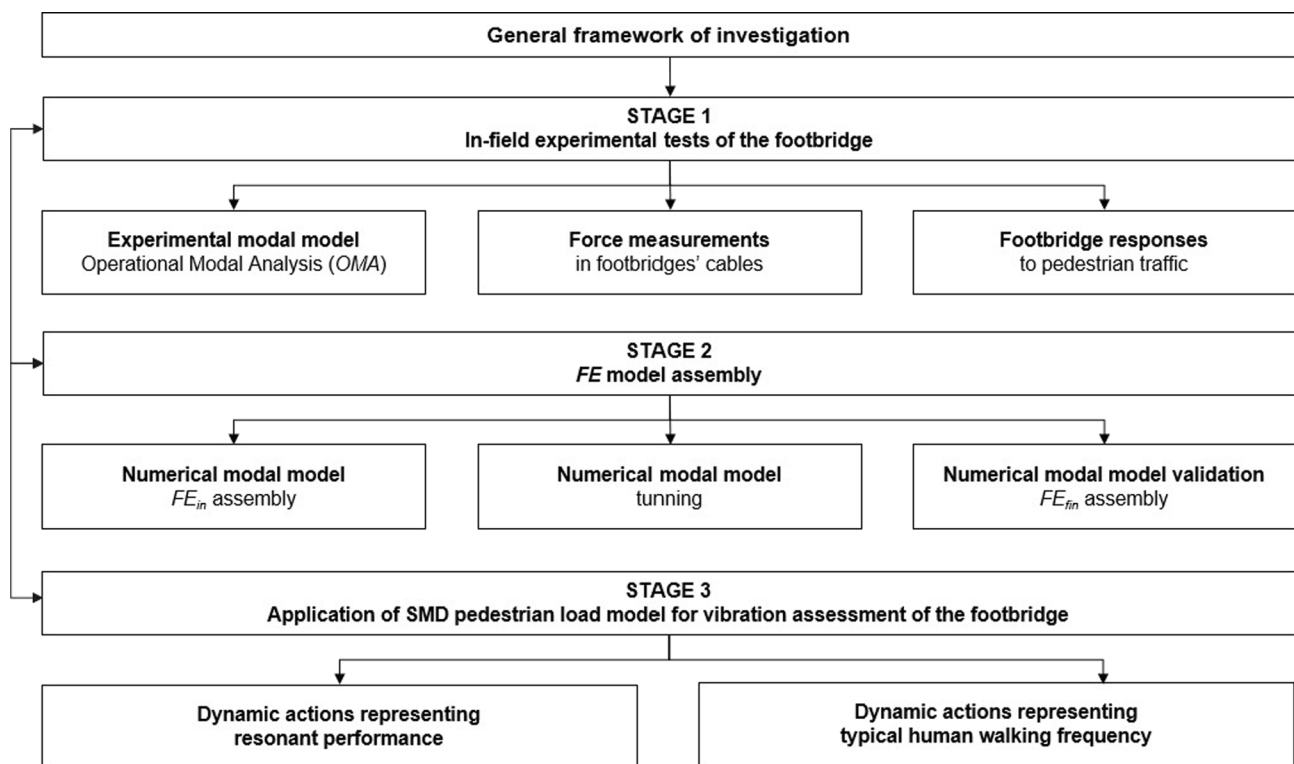 General framework of investigation
STAGE 1
In-field experimental tests of the footbridge
Experimental modal model
Operational Modal Analysis (OMA)
Force measurements
in footbridges’ cables
Footbridge responses
to pedestrian traffic
STAGE 2
FE model assembly
Numerical modal model
FEin assembly
Numerical modal model
tunning
Numerical modal model validation
FEfin assembly
STAGE 3
Application of SMD pedestrian load model for vibration assessment of the footbridge
Dynamic actions representing
resonant performance
Dynamic actions representing
typical human walking frequency